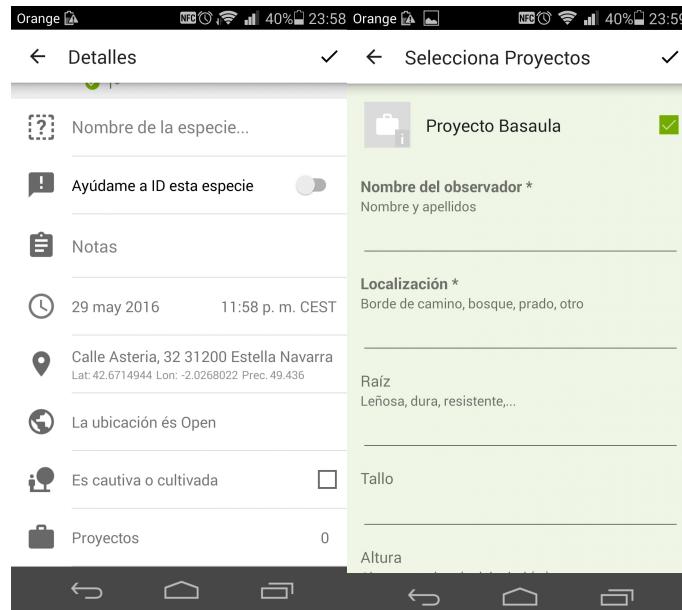 Orange 40% 23:58
Detalles
Nombre de la especie...
Ayúdame a ID esta especie
Notas
29 may 2016 11:58 p. m. CEST
Calle Asteria, 32 31200 Estella Navarra
Lat: 42.6714944 Lon: -2.0268022 Prec. 49.436
La ubicación és Open
Es cautiva o cultivada
Proyectos 0
Orange NFC 40% 23:59
Selecciona Proyectos
Proyecto Basaula
Nombre del observador *
Nombre y apellidos
Localización *
Borde de camino, bosque, prado, otro
Raíz
Leñosa, dura, resistente,...
Tallo
Altura